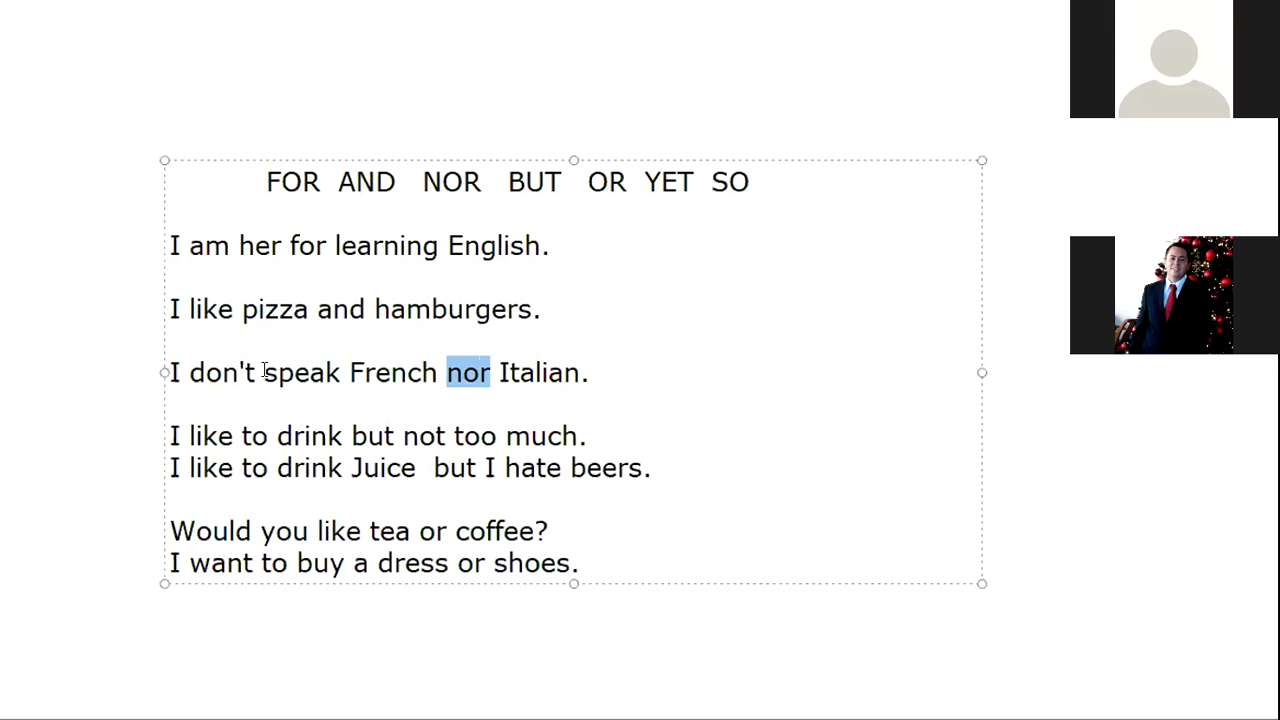 FOR AND NOR BUT OR YET SO
I am her for learning English.
I like pizza and hamburgers.
I don't speak French nor Italian.
I like to drink but not too much.
I like to drink Juice  but I hate beers.
Would you like tea or coffee?
I want to buy a dress or shoes.